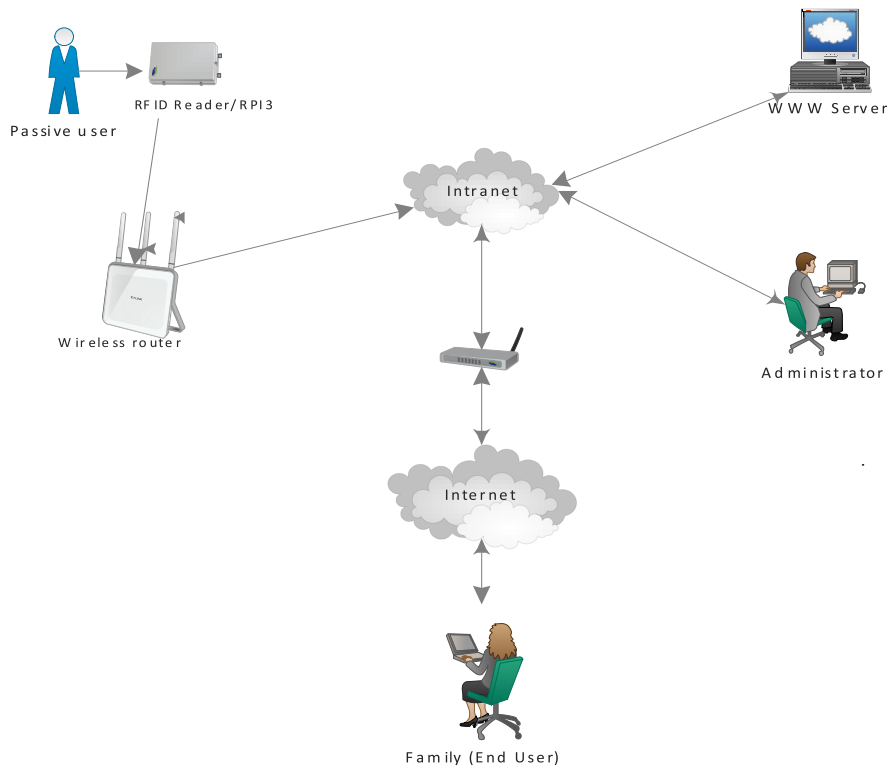 Passive user
RFID Reader/RPI3
WWW Server
Intranet
Wireless router
Administrator
.
Internet
Family (End User)